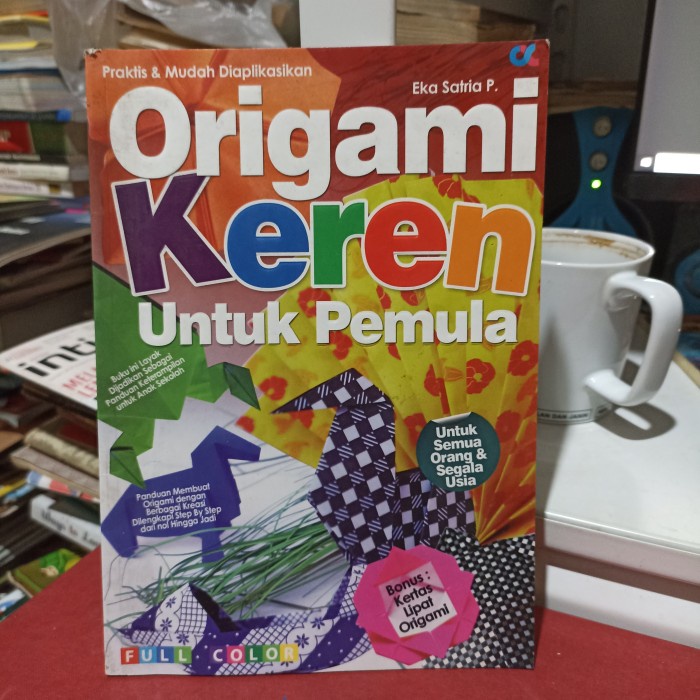 Praktis & Mudah Diaplikasikan
Eka Satria P.
Origami
Keren
Untuk Pemula
Buku Ini Layak
Dijadikan Sebagai
Panduan Keterampilan
untuk Anak Sekolah
Untuk
Semua
Orang &
Segala
Usia
Panduan Membuat
Origami dengan
Berbagai Kreasi
Dilengkapi Step By Step
dari nol Hingga Jadi
Bonus :
Kertas
Lipat
Origami
FULL COLOR
inti